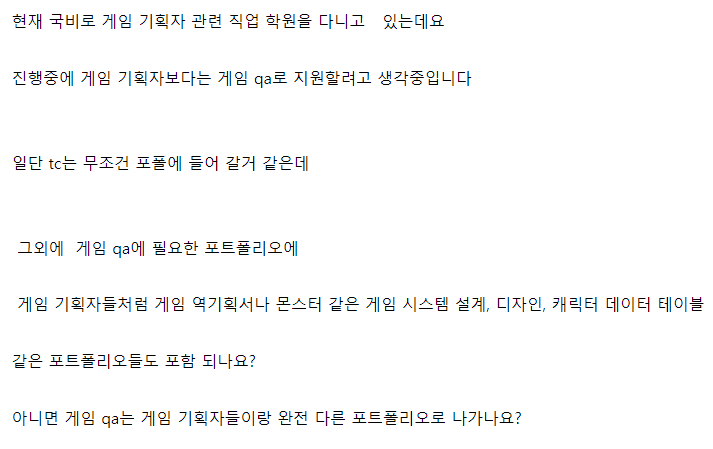 현재 국비로 게임 기획자 관련 직업 학원을 다니고 있는데요
진행중에 게임 기획자보다는 게임 qa로 지원할려고 생각중입니다
일단 tc는 무조건 포폴에 들어 갈거 같은데
그외에 게임 qa에 필요한 포트폴리오에
게임 기획자들처럼 게임 역기획서나 몬스터 같은 게임 시스템 설계, 디자인, 캐릭터 데이터 테이블
같은 포트폴리오들도 포함 되나요?
아니면 게임 qa는 게임 기획자들이랑 완전 다른 포트폴리오로 나가나요?